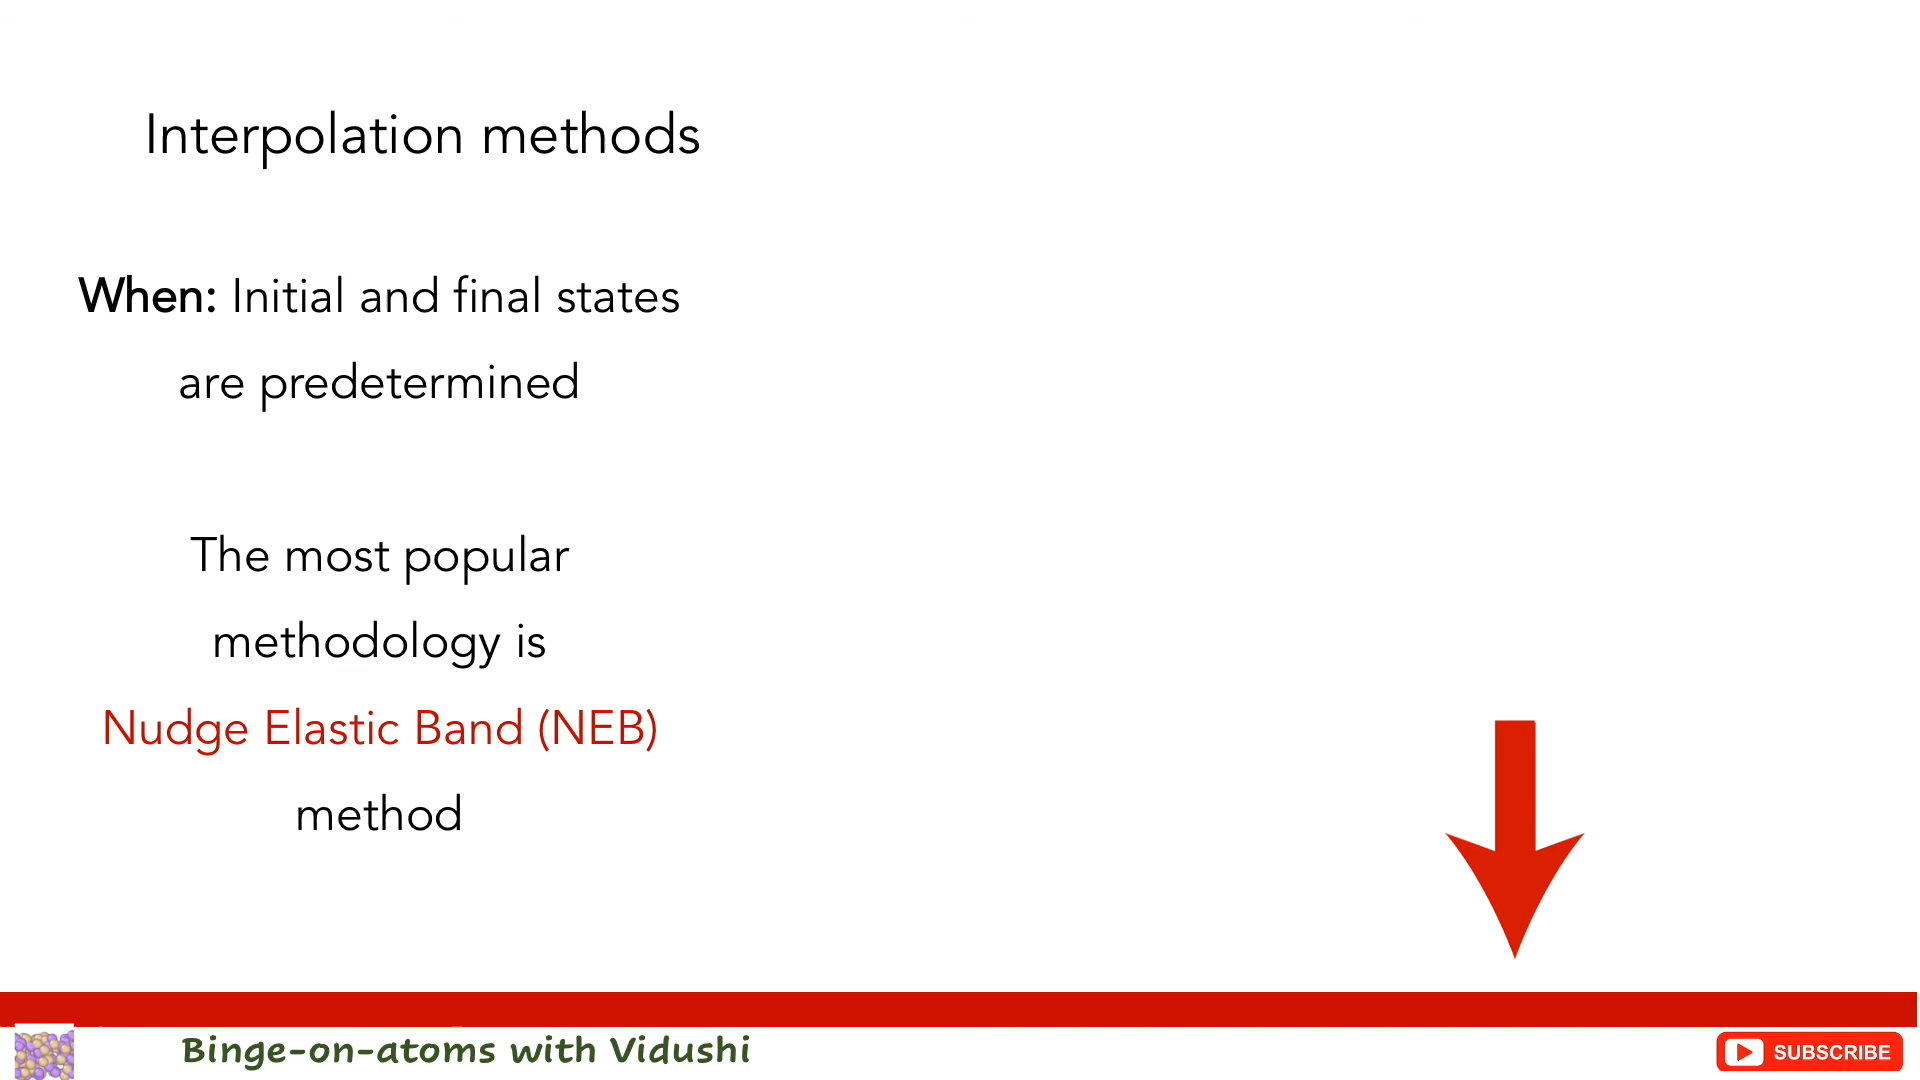 Interpolation methods
When: Initial and final states
are predetermined
The most popular
methodology is
Nudge Elastic Band (NEB)
method
Binge-on-atoms with Vidushi
SUBSCRIBE